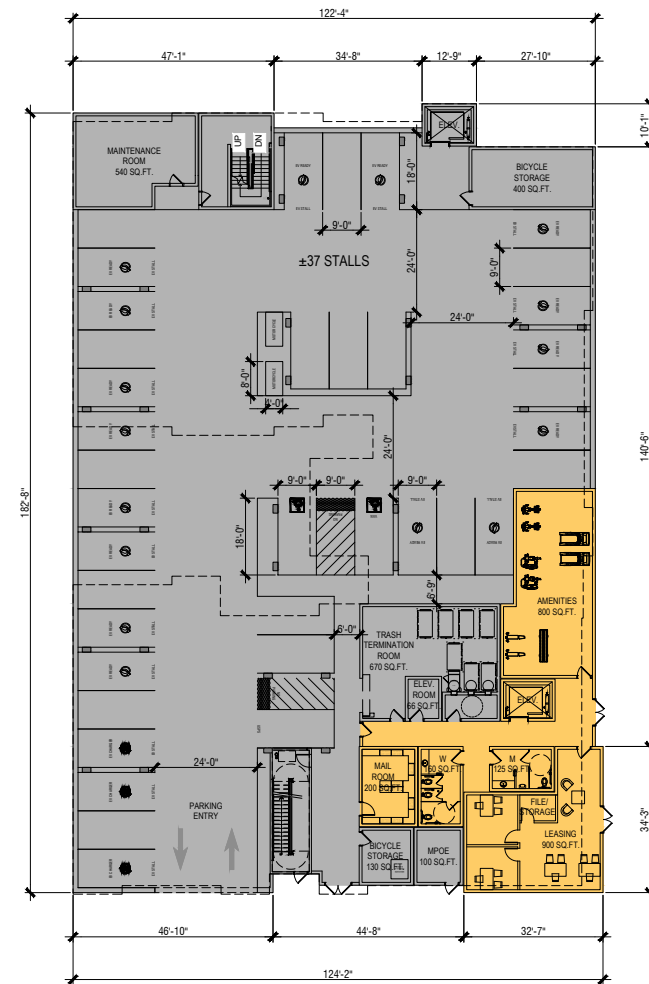 122'-4"
47'-1"
34'-8"
12'-9"
27'-10"
10'-1"
ELEV.
UP
DN
MAINTENANCE
ROOM
540 SQ.FT.
BICYCLE
STORAGE
400 SQ.FT.
18'-0"
9'-0"
±37 STALLS
24'-0"
9'-0"
24'-0"
8'-0"
4'-0"
24'-0"
140'-6"
182'-8"
9'-0"
9'-0"
9'-0"
18'-0"
6'-9"
AMENITIES
800 SQ.FT.
6'-0"
TRASH
TERMINATION
ROOM
670 SQ.FT.
ELEV.
ROOM
66 SQ.FT.
ELEV.
24'-0"
MAIL
ROOM
200 SQ.FT.
W
160 SQ.FT.
M
125 SQ.FT.
FILE/
STORAGE
LEASING
900 SQ.FT.
34'-3"
PARKING
ENTRY
BICYCLE
STORAGE
130 SQ.FT.
MPOE
100 SQ.FT.
46'-10"
44'-8"
32'-7"
124'-2"